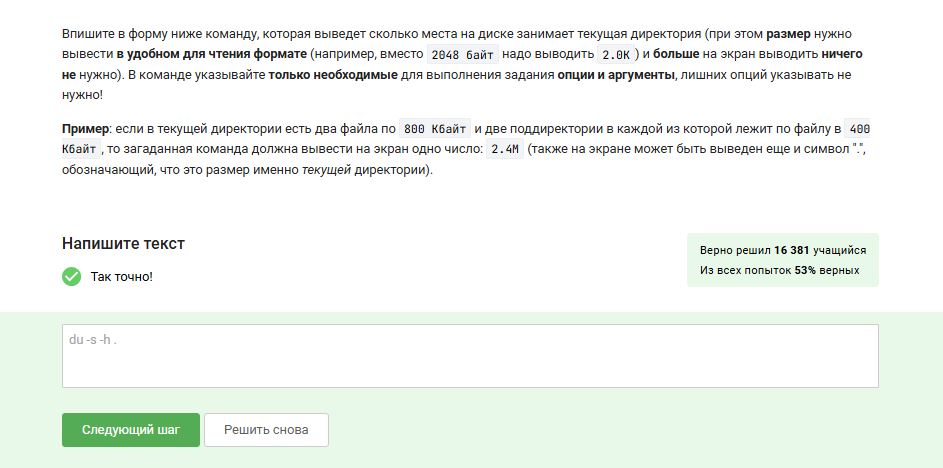 Впишите в форму ниже команду, которая выведет сколько места на диске занимает текущая директория (при этом размер нужно
вывести в удобном для чтения формате (например, вместо 2048 байт надо выводить 2.0K ) и больше на экран выводить ничего
не нужно). В команде указывайте только необходимые для выполнения задания опции и аргументы, лишних опций указывать не
нужно!
Пример: если в текущей директории есть два файла по 800 Кбайт и две поддиректории в каждой из которой лежит по файлу в 400
Кбайт , то загаданная команда должна вывести на экран одно число: 2.4M (также на экране может быть выведен еще и символ ".",
обозначающий, что это размер именно текущей директории).
Напишите текст
Верно решил 16 381 учащийся
Из всех попыток 53% верных
Так точно!
du -s -h .
Следующий шаг
Решить снова